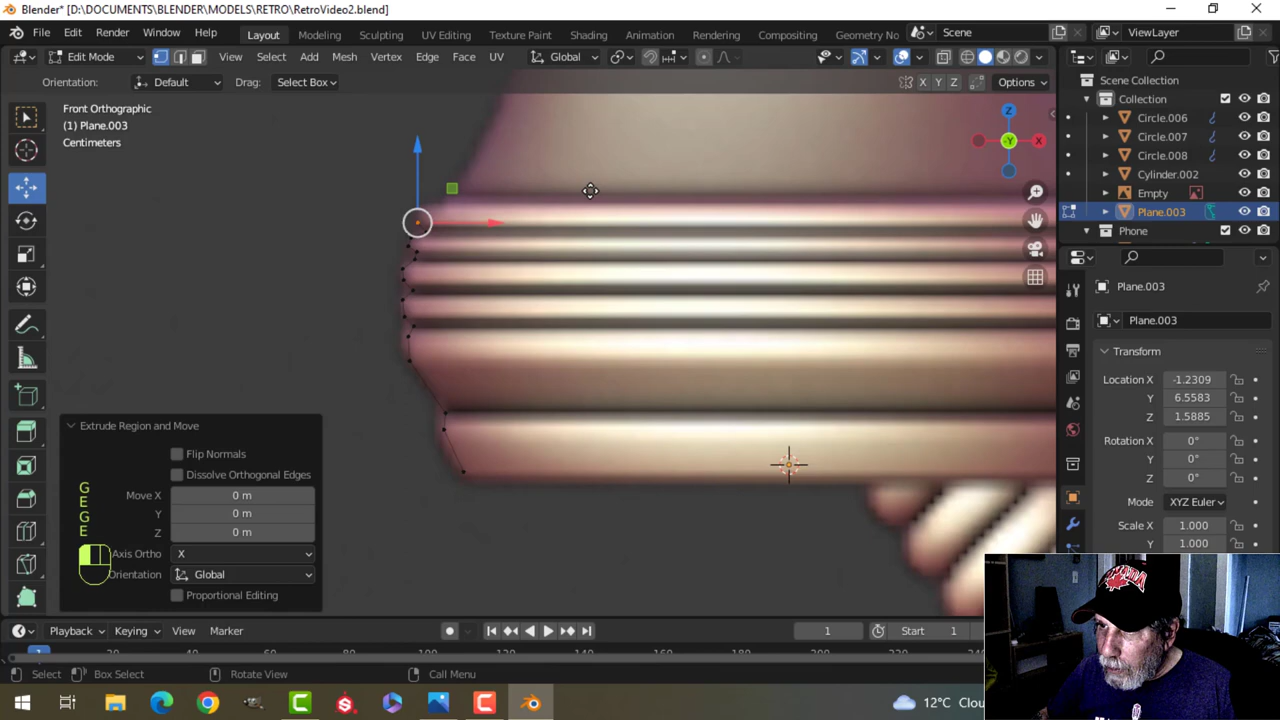 Blender* [D:\DOCUMENTS\BLENDER\MODELS\RETRO\RetroVideo2.blend]
File Edit Render Window Help Layout Modeling Sculpting UV Editing Texture Paint Shading Animation Rendering Compositing Geometry No Scene ViewLayer
Edit Mode View Select Add Mesh Vertex Edge Face UV Global
Orientation: Default Drag: Select Box X Y Z Options
Front Orthographic
(1) Plane.003
Centimeters
Z
Y
X
Scene Collection
Collection
Circle.006
Circle.007
Circle.008
Cylinder.002
Empty
Plane.003
Phone
Plane.003
Plane.003
Transform
Location X -1.2309
Y 6.5583
Z 1.5885
Rotation X 0°
Y 0°
Z 0°
Mode XYZ Euler
Scale X 1.000
Y 1.000
Extrude Region and Move
Flip Normals
Dissolve Orthogonal Edges
Move X 0 m
Y 0 m
Z 0 m
Axis Ortho X
Orientation Global
Proportional Editing
G
E
G
E
Playback Keying View Marker 1 Start 1
Select Box Select Rotate View Call Menu
12°C Clou